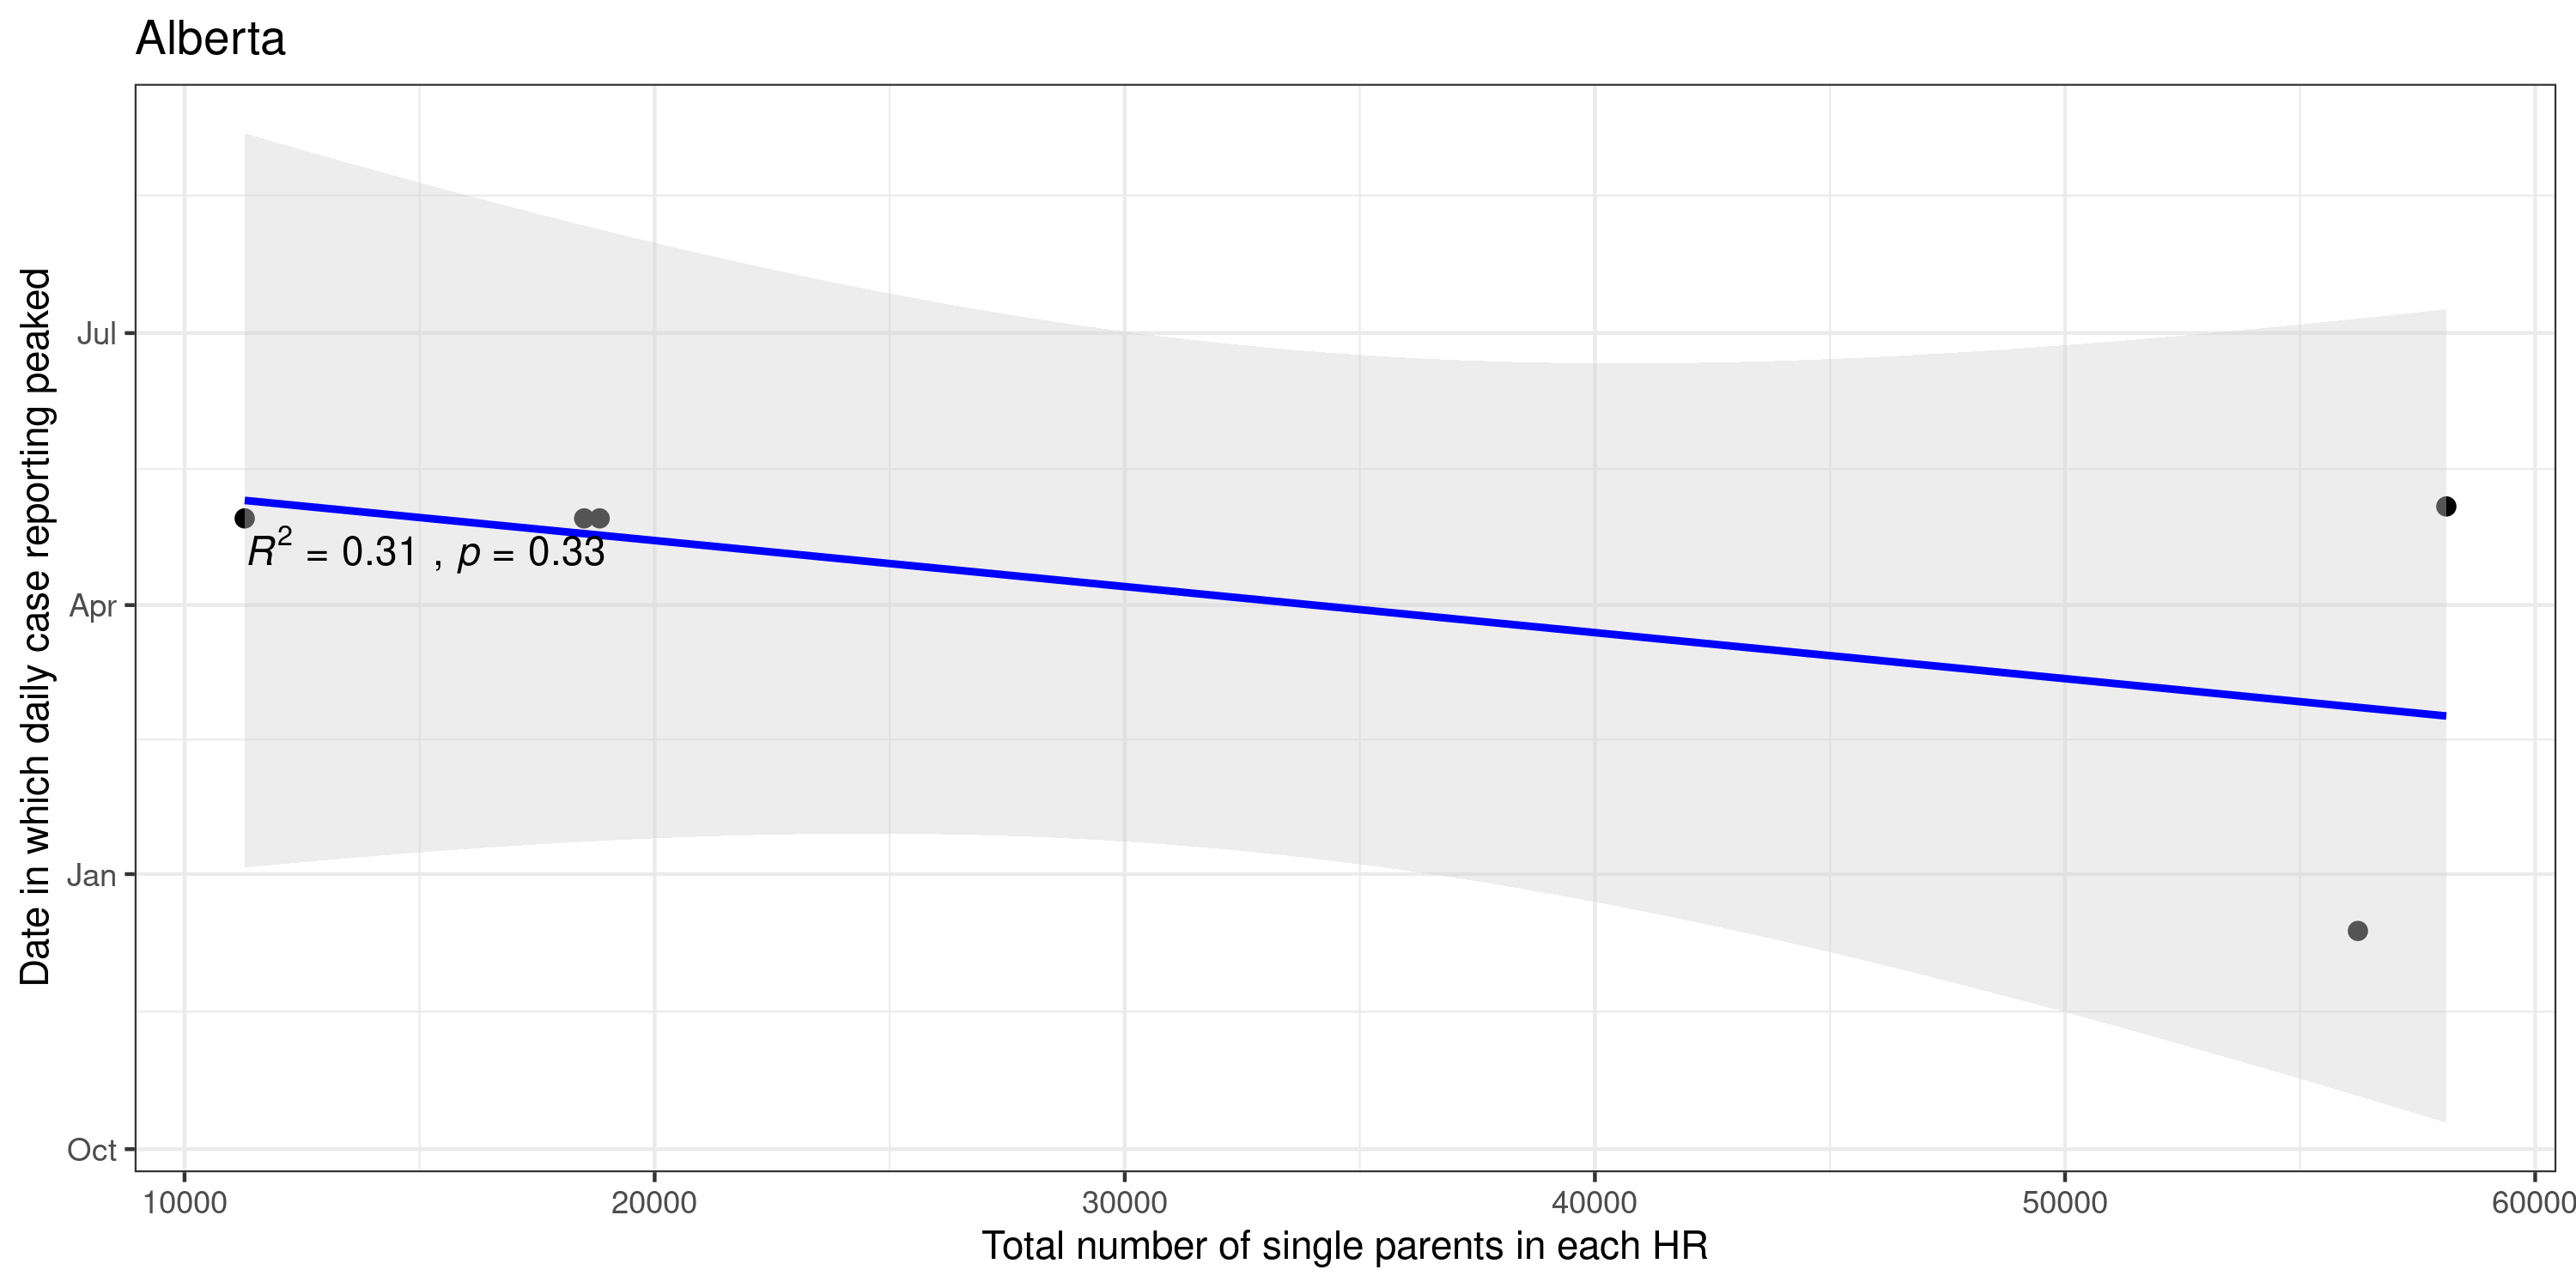 Alberta
Date in which daily case reporting peaked
Jul
Apr
Jan
Oct
R² = 0.31 , p = 0.33
10000 20000 30000 40000 50000 60000
Total number of single parents in each HR